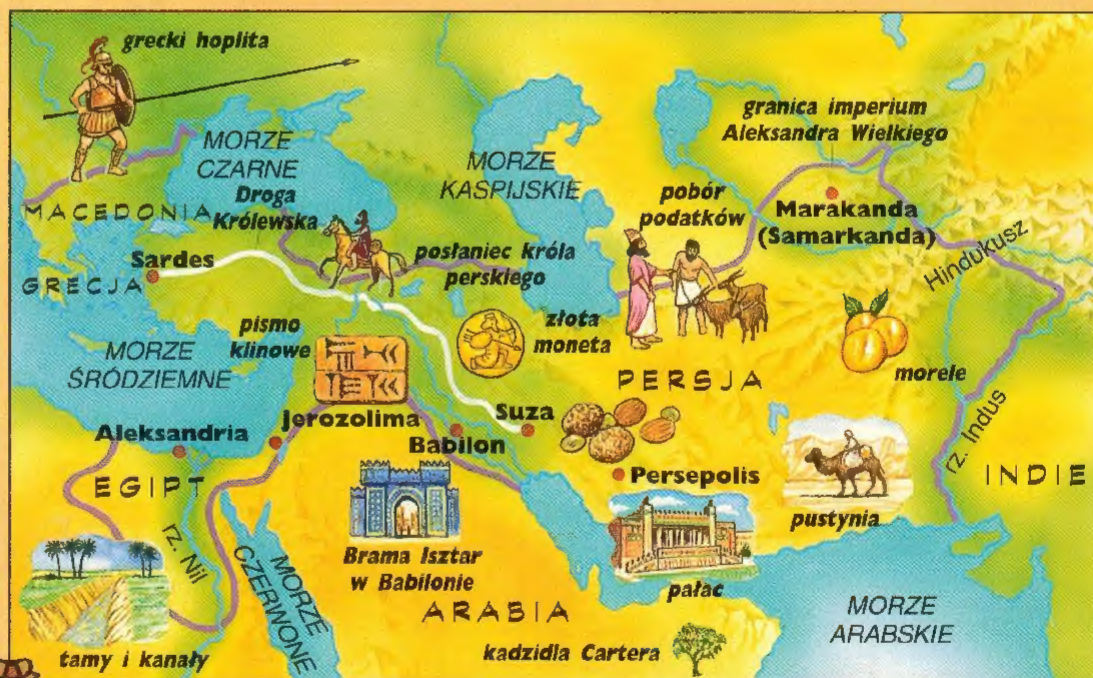 grecki hoplita
MORZE
CZARNE
MACEDONIA
Droga
Królewska
GRECJA
Sardes
posłaniec króla
perskiego
MORZE
KASPIJSKIE
granica imperium
Aleksandra Wielkiego
pobór
podatków
Marakanda
(Samarkanda)
Hindukusz
MORZE
ŚRÓDZIEMNE
pismo
klinowe
złota
moneta
PERSJA
morele
Jerozolima
Aleksandria
Babilon
Suza
rz. Indus
EGIPT
Persepolis
INDIE
pustynia
rz. Nil
MORZE
CZERWONE
Brama Isztar
w Babilonie
pałac
ARABIA
MORZE
ARABSKIE
tamy i kanały
kadzidla Cartera